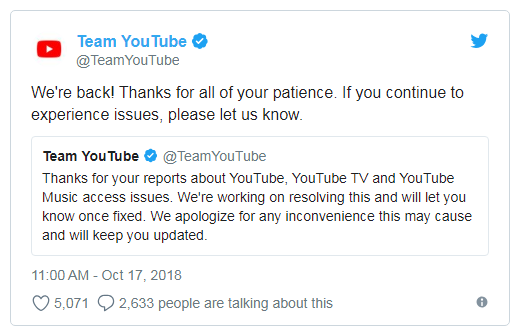 Team YouTube
@TeamYouTube
We're back! Thanks for all of your patience. If you continue to
experience issues, please let us know.
Team YouTube @TeamYouTube
Thanks for your reports about YouTube, YouTube TV and YouTube
Music access issues. We're working on resolving this and will let you
know once fixed. We apologize for any inconvenience this may cause
and will keep you updated.
11:00 AM - Oct 17, 2018
5,071 2,633 people are talking about this